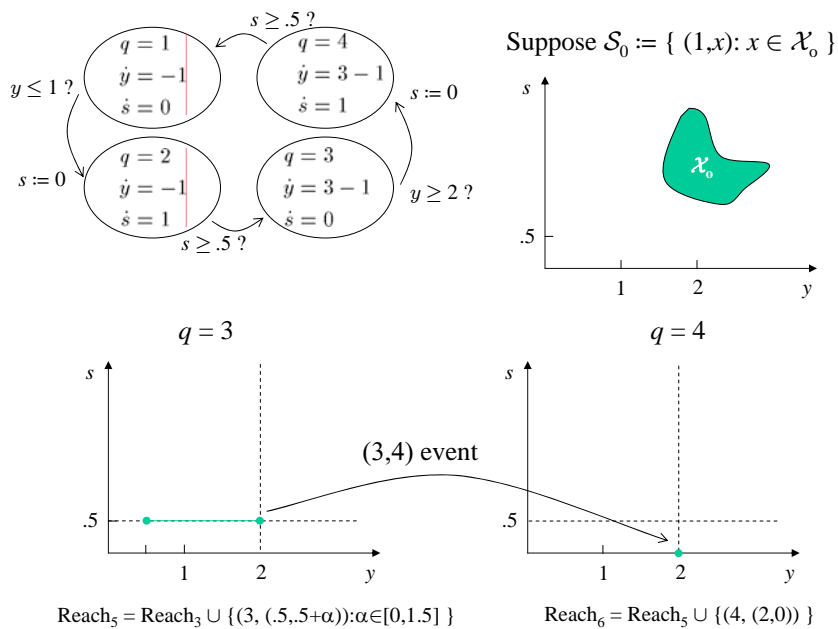 s ≥ .5 ?
q = 1
ẏ = −1
ṡ = 0
q = 4
ẏ = 3 − 1
ṡ = 1
y ≤ 1 ?
s := 0
q = 2
ẏ = −1
ṡ = 1
s := 0
q = 3
ẏ = 3 − 1
ṡ = 0
y ≥ 2 ?
s ≥ .5 ?
Suppose 𝒮₀ := { (1,x): x ∈ 𝒳ₒ }
s
𝒳ₒ
.5
1
2
y
q = 3
s
.5
1
2
y
(3,4) event
q = 4
s
.5
1
2
y
Reach₅ = Reach₃ ∪ {(3, (.5,.5+α)):α∈[0,1.5] }
Reach₆ = Reach₅ ∪ {(4, (2,0)) }